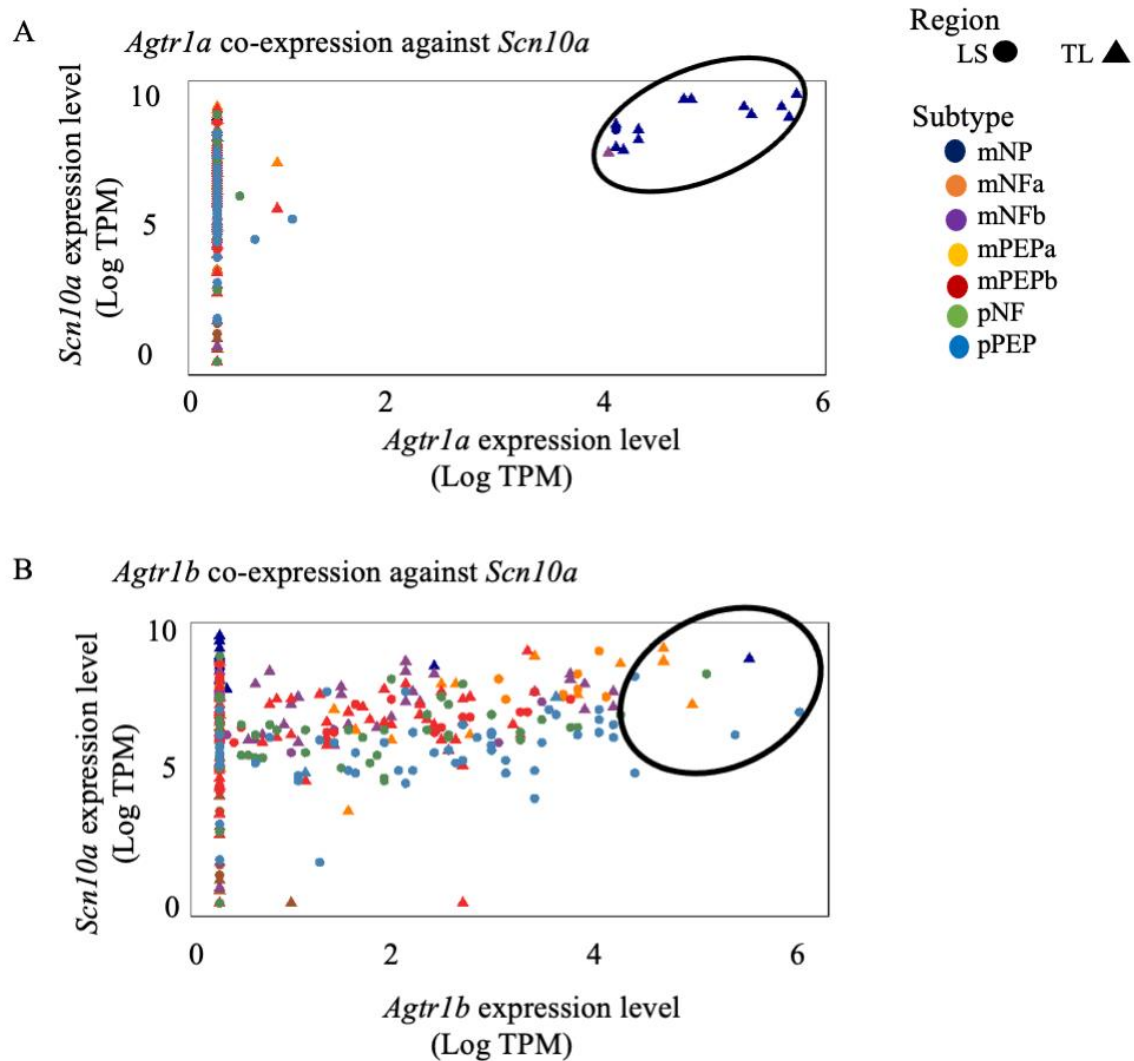 A
Agtr1a co-expression against Scn10a
10
5
0
Scn10a expression level
(Log TPM)
0 2 4 6
Agtr1a expression level
(Log TPM)
Region
LS TL
Subtype
mNP
mNFa
mNFb
mPEPa
mPEPb
pNF
pPEP
B
Agtr1b co-expression against Scn10a
10
5
0
Scn10a expression level
(Log TPM)
0 2 4 6
Agtr1b expression level
(Log TPM)